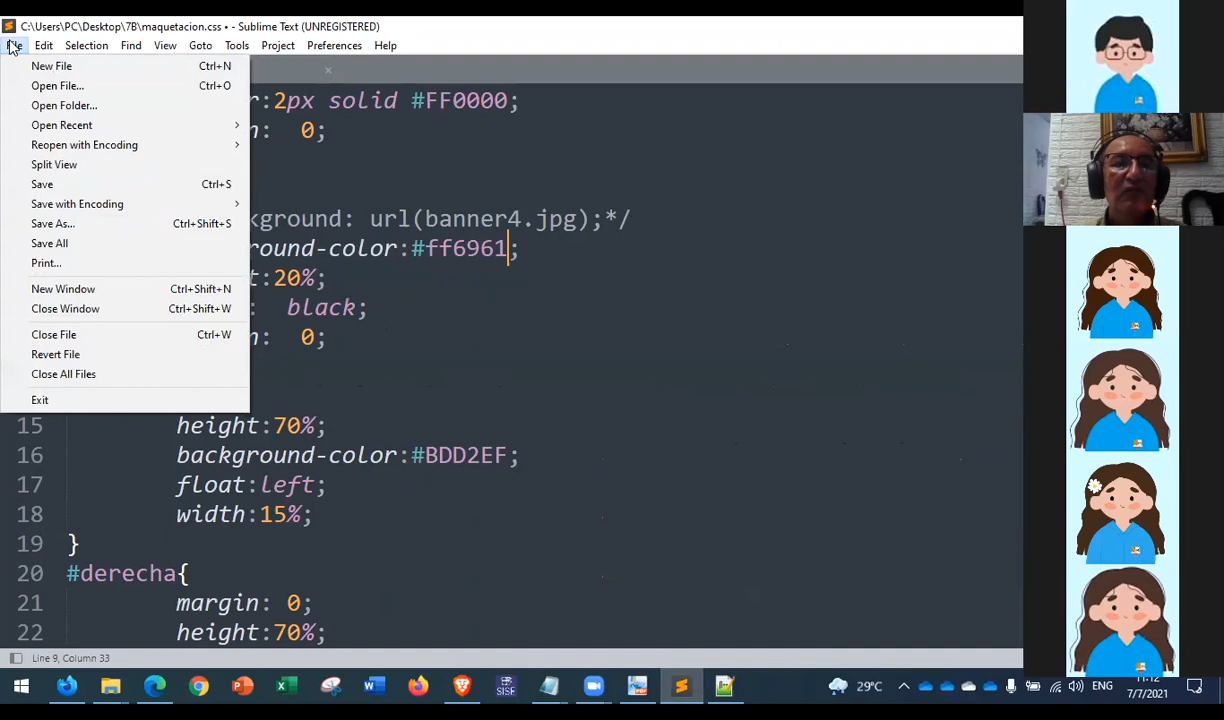 C:\Users\PC\Desktop\7B\maquetacion.css • - Sublime Text (UNREGISTERED)
File Edit Selection Find View Goto Tools Project Preferences Help
New File Ctrl+N
Open File... Ctrl+O
Open Folder...
Open Recent
Reopen with Encoding
Split View
Save Ctrl+S
Save with Encoding
Save As... Ctrl+Shift+S
Save All
Print...
New Window Ctrl+Shift+N
Close Window Ctrl+Shift+W
Close File Ctrl+W
Revert File
Close All Files
Exit
r:2px solid #FF0000;
n: 0;
kground: url(banner4.jpg);*/
round-color:#ff6961;
t:20%;
: black;
n: 0;
15 height:70%;
16 background-color:#BDD2EF;
17 float:left;
18 width:15%;
19 }
20 #derecha{
21 margin: 0;
22 height:70%;
Line 9, Column 33
SISE
29°C
ENG
11:12
7/7/2021